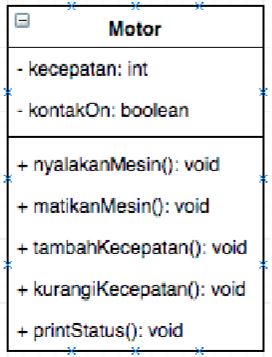 Motor
- kecepatan: int
- kontakOn: boolean
+ nyalakanMesin(): void
+ matikanMesin(): void
+ tambahKecepatan(): void
+ kurangiKecepatan(): void
+ printStatus(): void